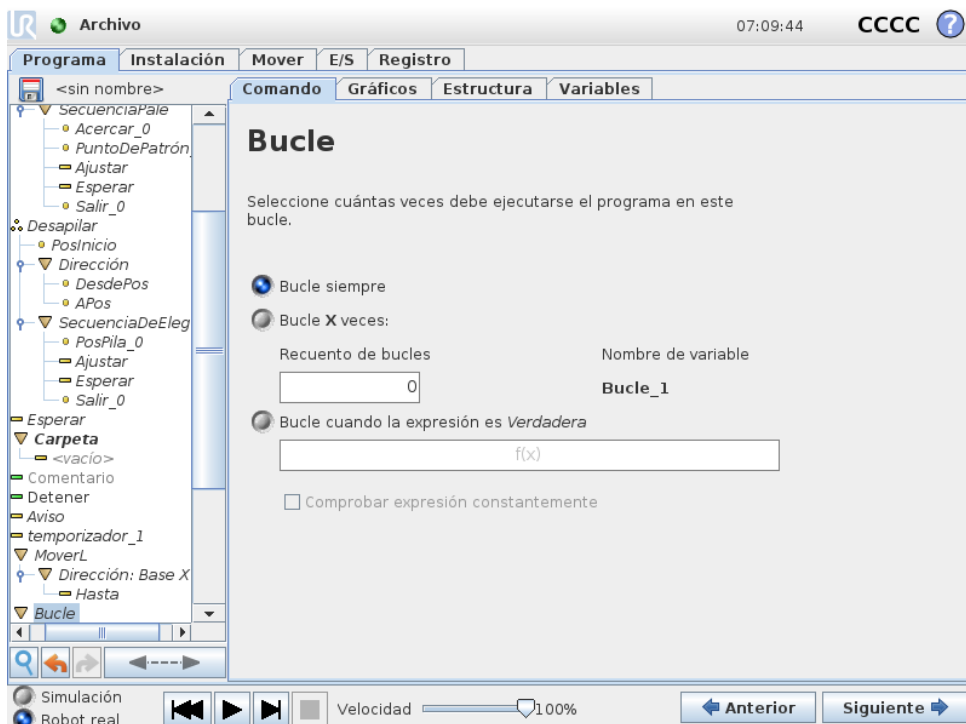 UR Archivo 07:09:44 CCCC ?
Programa Instalación Mover E/S Registro
<sin nombre>
Comando Gráficos Estructura Variables
SecuenciaPale
Acercar_0
PuntoDePatrón
Ajustar
Esperar
Salir_0
Desapilar
PosInicio
Dirección
DesdePos
APos
SecuenciaDeEleg
PosPila_0
Ajustar
Esperar
Salir_0
Esperar
Carpeta
<vacío>
Comentario
Detener
Aviso
temporizador_1
MoverL
Dirección: Base X
Hasta
Bucle
Bucle
Seleccione cuántas veces debe ejecutarse el programa en este
bucle.
Bucle siempre
Bucle X veces:
Recuento de bucles Nombre de variable
0 Bucle_1
Bucle cuando la expresión es Verdadera
f(x)
Comprobar expresión constantemente
Simulación
Robot real
Velocidad 100%
Anterior Siguiente